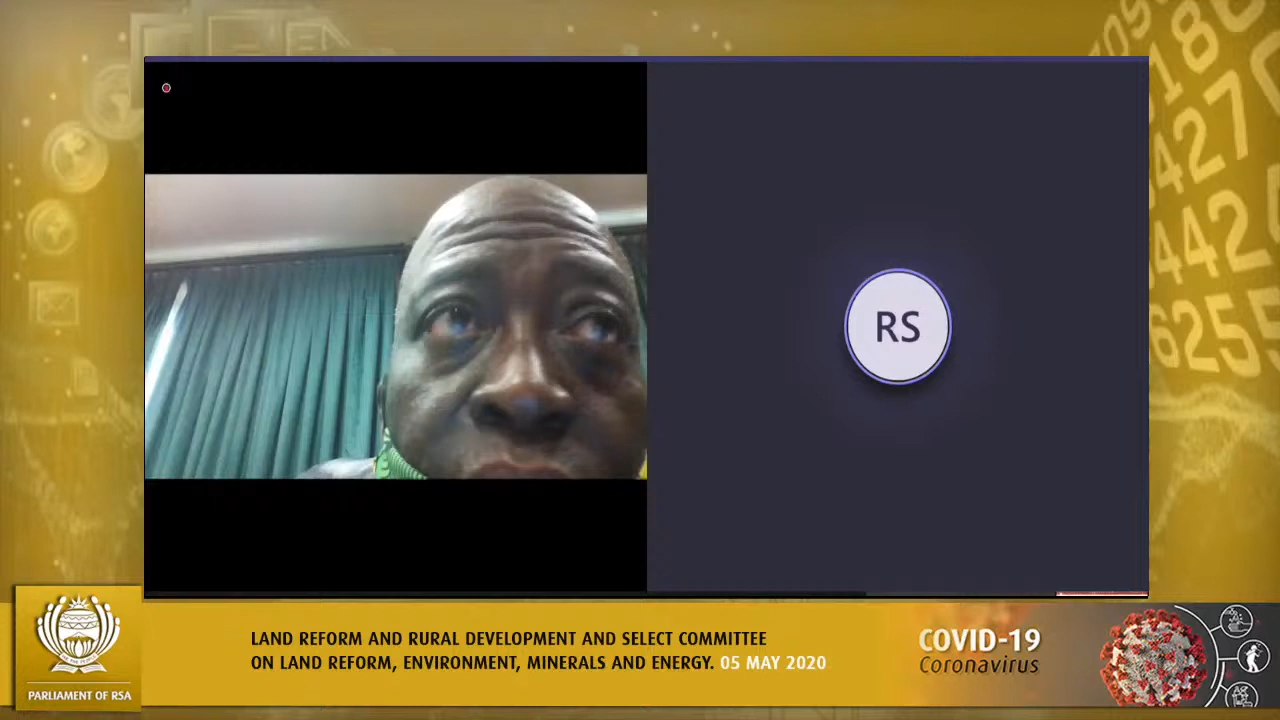 RS
LAND REFORM AND RURAL DEVELOPMENT AND SELECT COMMITTEE
ON LAND REFORM, ENVIRONMENT, MINERALS AND ENERGY. 05 MAY 2020
COVID-19
Coronavirus
PARLIAMENT OF RSA